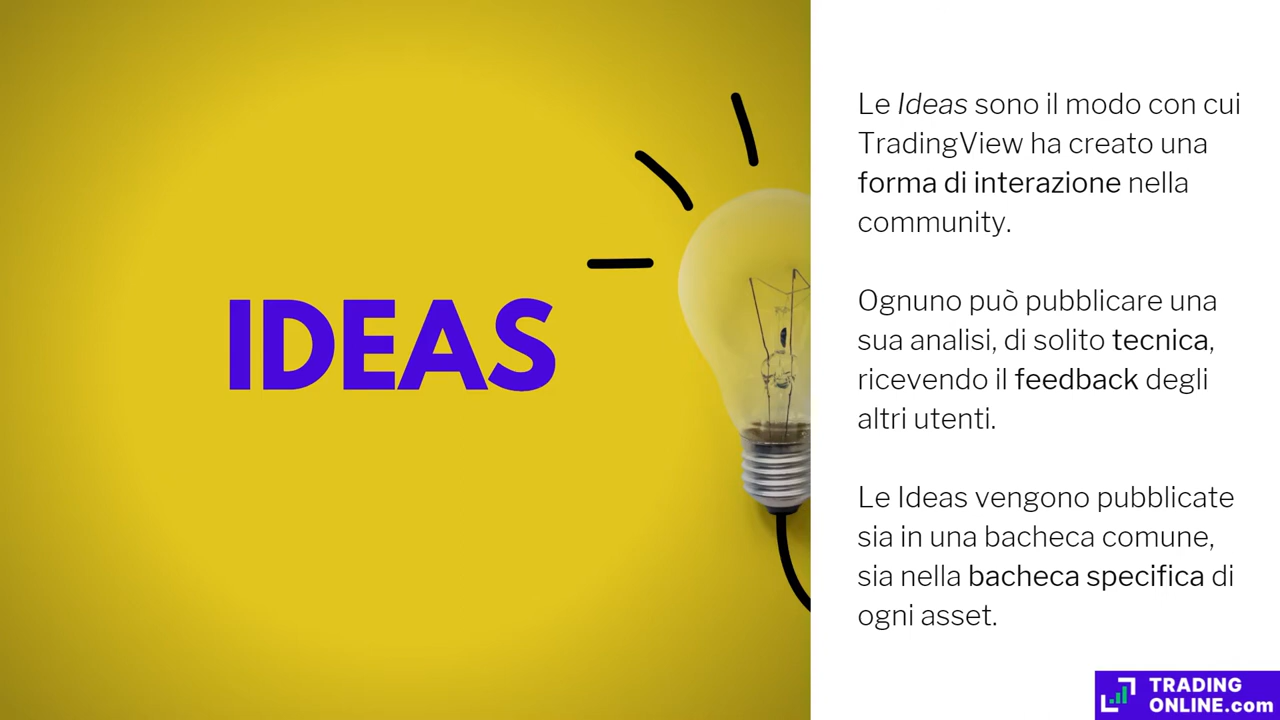 IDEAS
Le Ideas sono il modo con cui
TradingView ha creato una
forma di interazione nella
community.
Ognuno può pubblicare una
sua analisi, di solito tecnica,
ricevendo il feedback degli
altri utenti.
Le Ideas vengono pubblicate
sia in una bacheca comune,
sia nella bacheca specifica di
ogni asset.
TRADING
ONLINE.com